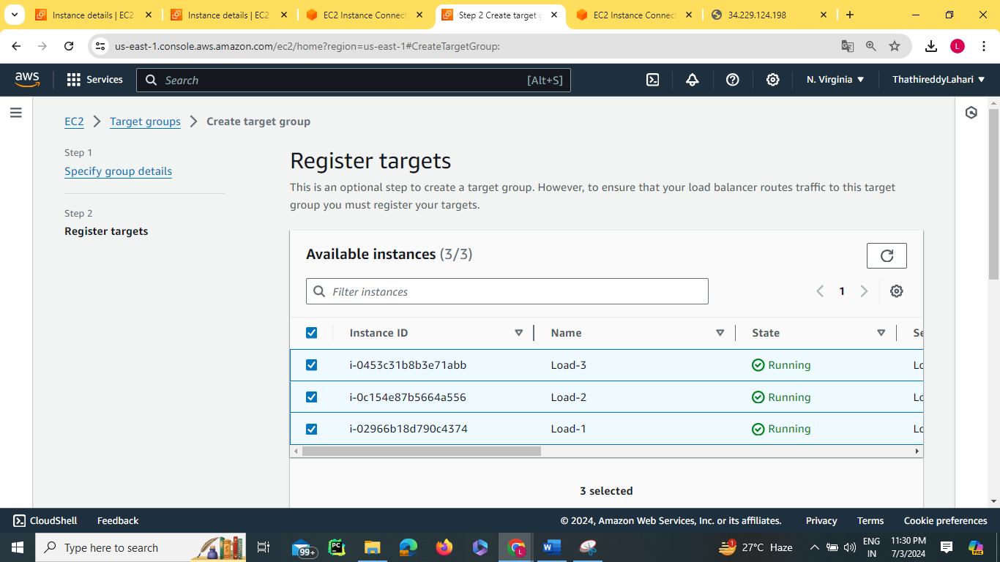 Instance details | EC2
Instance details | EC2
EC2 Instance Connect
Step 2 Create target g
EC2 Instance Connect
34.229.124.198
us-east-1.console.aws.amazon.com/ec2/home?region=us-east-1#CreateTargetGroup:
L
aws
Services
Search
[Alt+S]
N. Virginia
ThathireddyLahari
EC2
Target groups
Create target group
Step 1
Specify group details
Step 2
Register targets
Register targets
This is an optional step to create a target group. However, to ensure that your load balancer routes traffic to this target
group you must register your targets.
Available instances (3/3)
Filter instances
1
Instance ID
Name
State
Se
i-0453c31b8b3e71abb
Load-3
Running
Lo
i-0c154e87b5664a556
Load-2
Running
Lo
i-02966b18d790c4374
Load-1
Running
Lo
3 selected
CloudShell
Feedback
© 2024, Amazon Web Services, Inc. or its affiliates.
Privacy
Terms
Cookie preferences
Type here to search
99+
PC
L
W
1
27°C Haze
ENG
IN
11:30 PM
7/3/2024
PRE